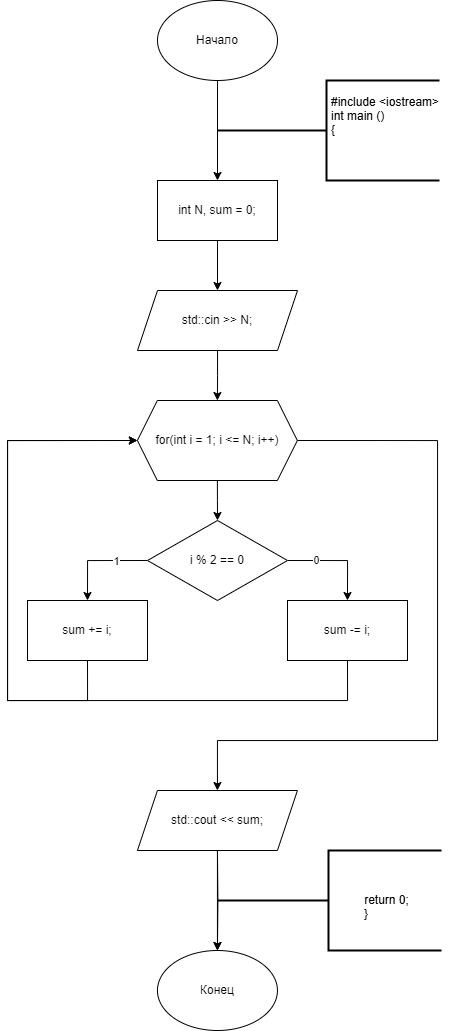 Начало
#include <iostream>
int main ()
{
int N, sum = 0;
std::cin >> N;
for(int i = 1; i <= N; i++)
i % 2 == 0
1
0
sum += i;
sum -= i;
std::cout << sum;
return 0;
}
Конец